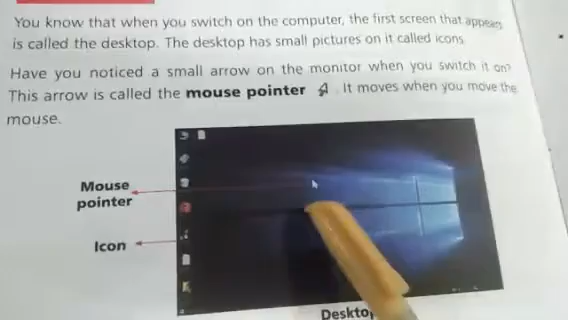 You know that when you switch on the computer, the first screen that appears
is called the desktop. The desktop has small pictures on it called icons.
Have you noticed a small arrow on the monitor when you switch it on?
This arrow is called the mouse pointer . It moves when you move the
mouse.
Mouse
pointer
Icon
Desktop